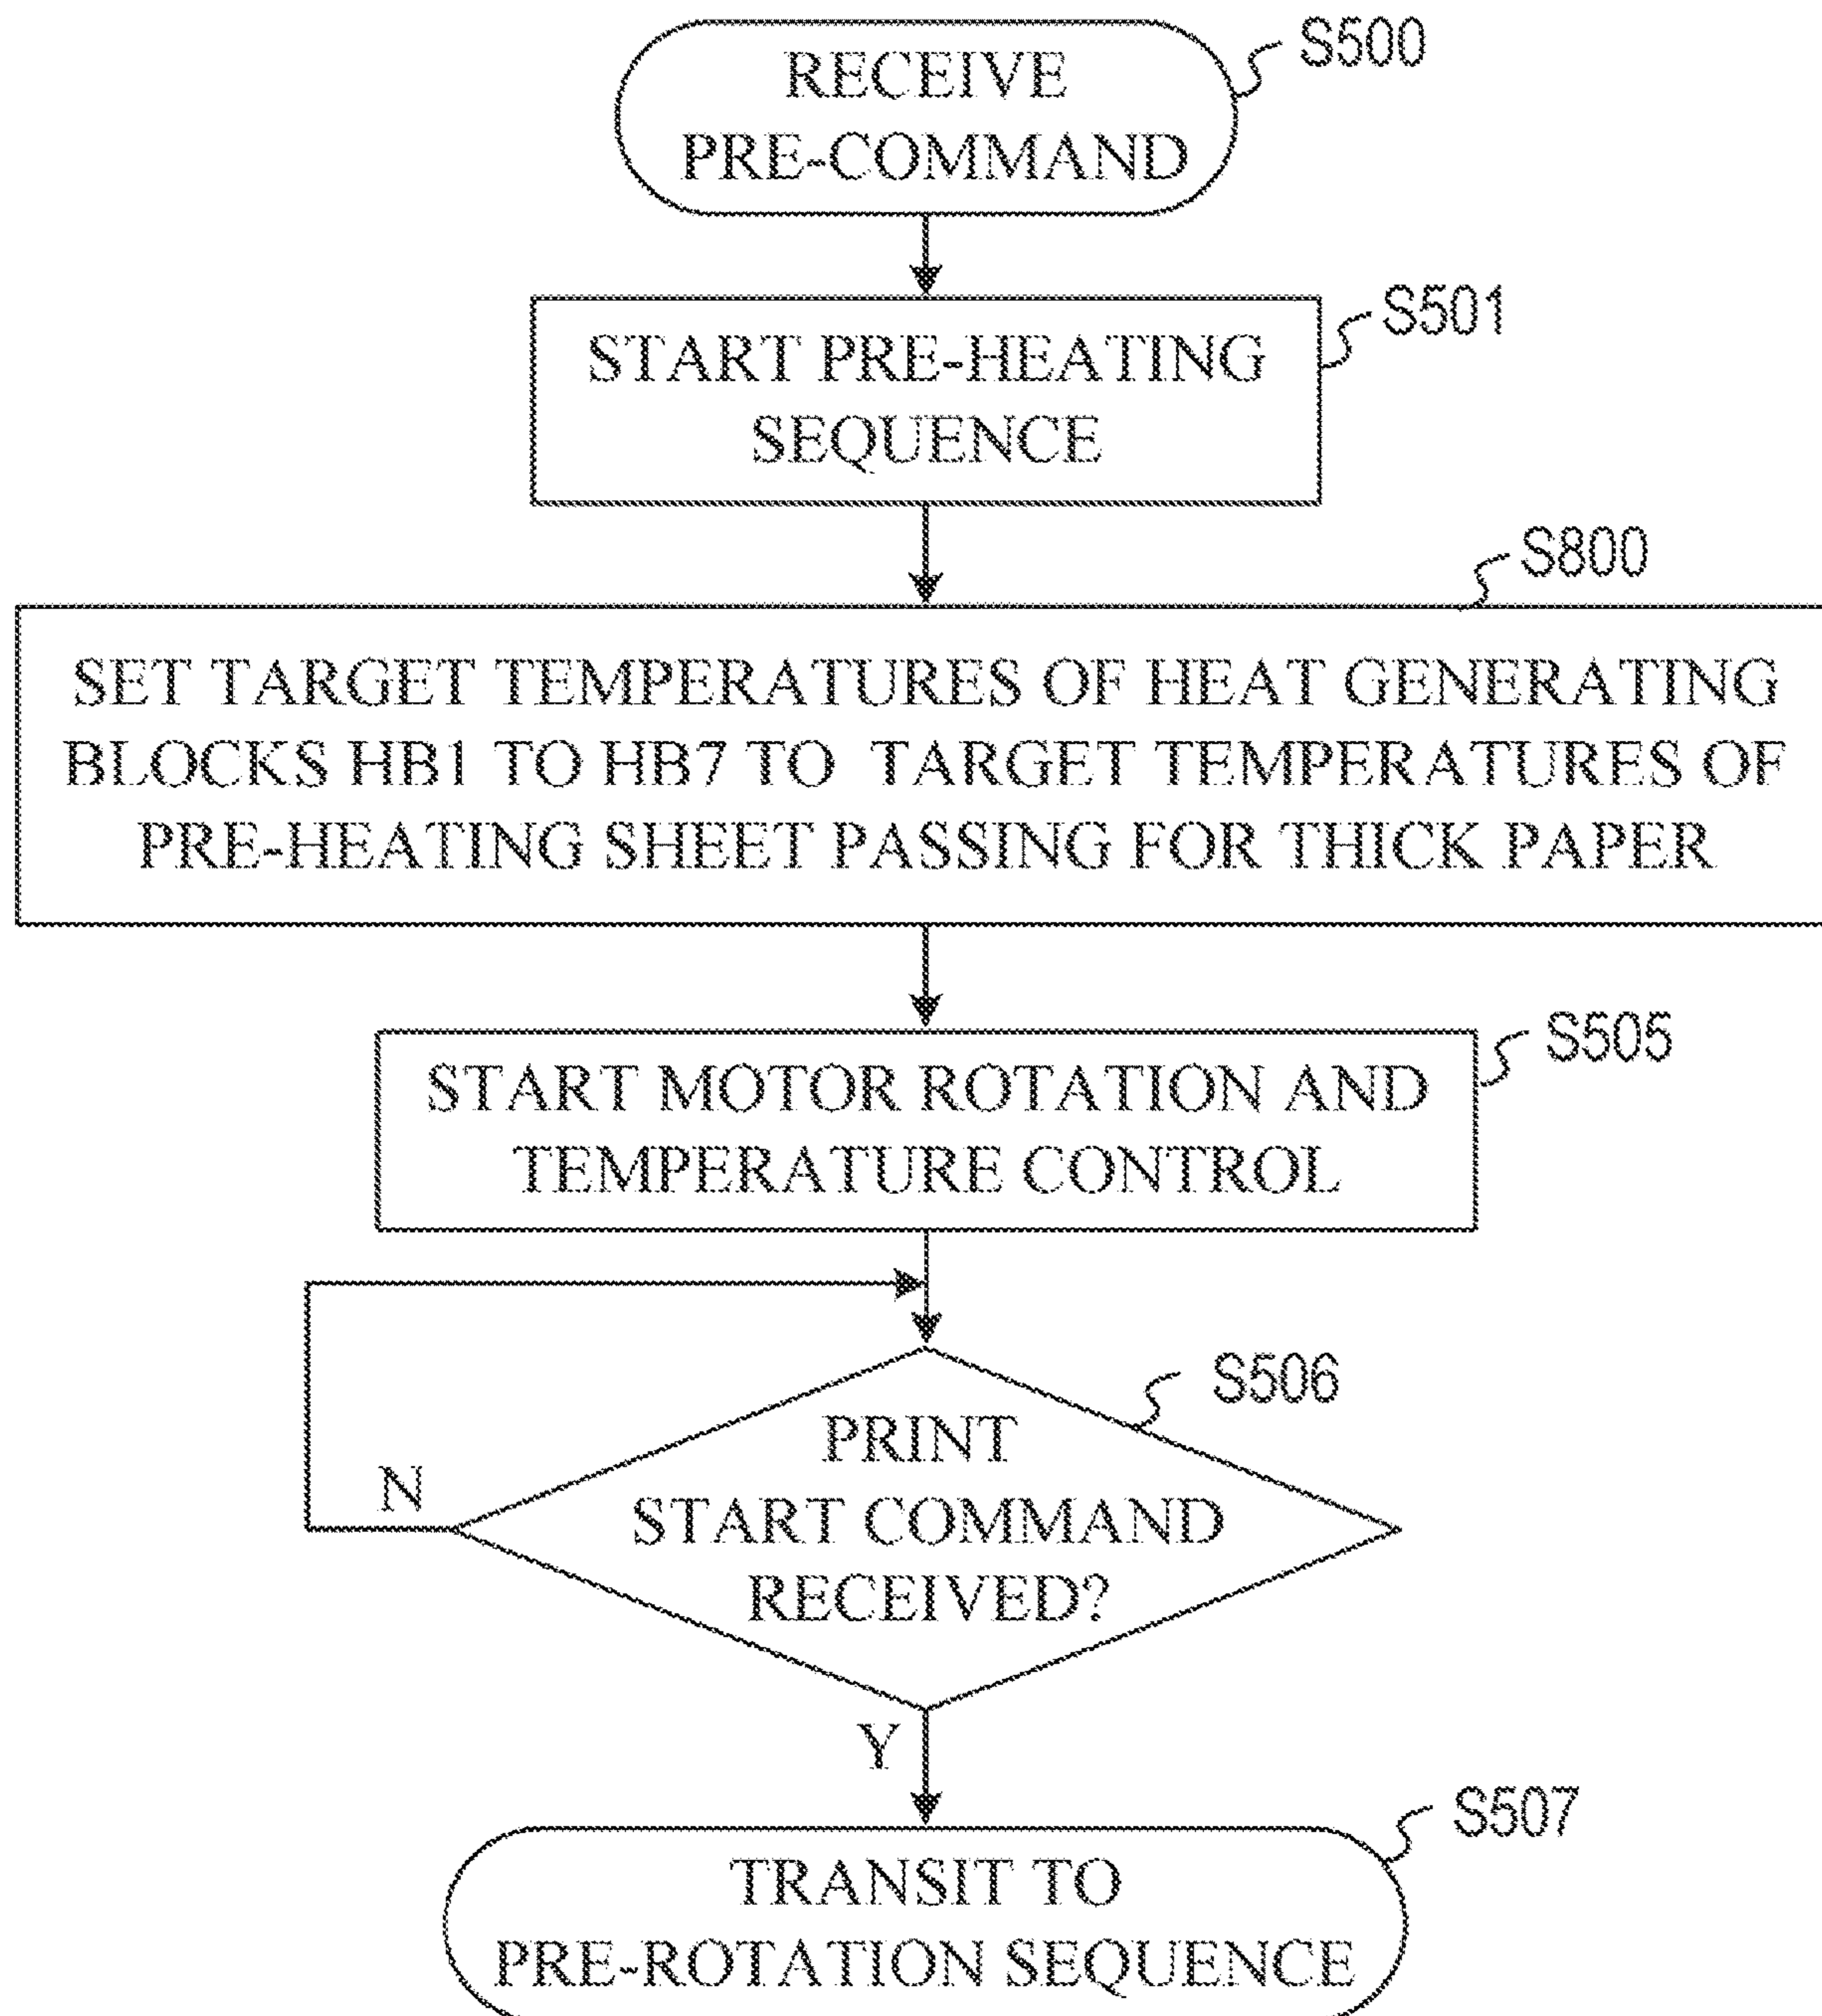 RECEIVE
PRE-COMMAND
S500
START PRE-HEATING
SEQUENCE
S501
S800
SET TARGET TEMPERATURES OF HEAT GENERATING
BLOCKS HB1 TO HB7 TO TARGET TEMPERATURES OF
PRE-HEATING SHEET PASSING FOR THICK PAPER
S505
START MOTOR ROTATION AND
TEMPERATURE CONTROL
S506
PRINT
START COMMAND
RECEIVED?
N
Y
S507
TRANSIT TO
PRE-ROTATION SEQUENCE